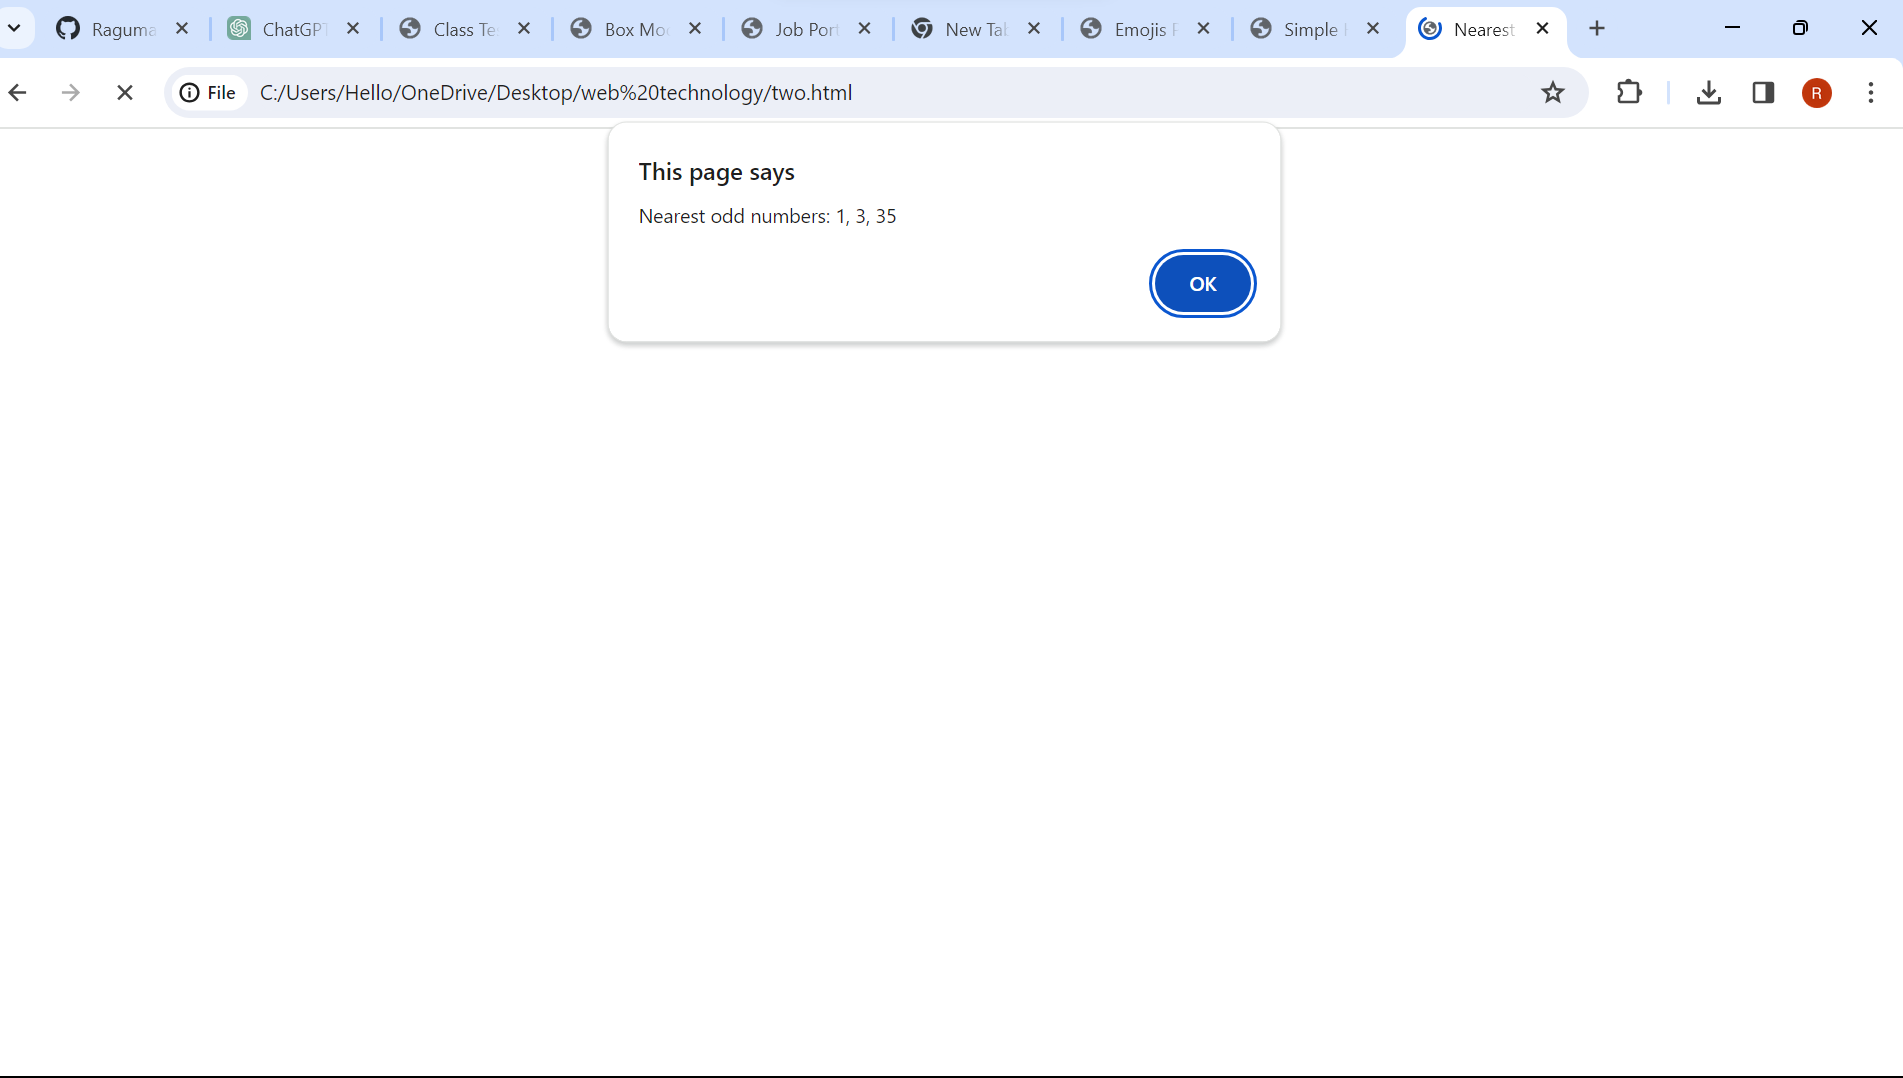 Raguma
ChatGPT
Class Te
Box Mo
Job Port
New Tab
Emojis
Simple
Nearest
File
C:/Users/Hello/OneDrive/Desktop/web%20technology/two.html
R
This page says
Nearest odd numbers: 1, 3, 35
OK